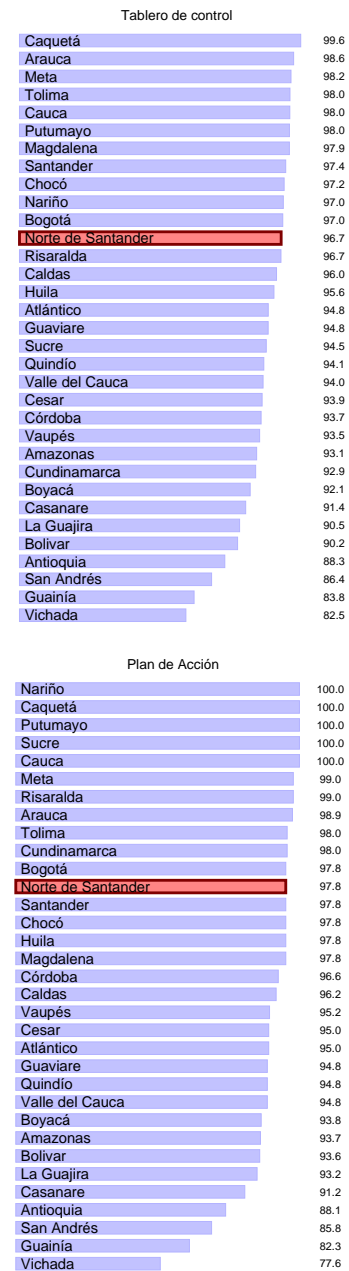 Tablero de control
Caquetá 99.6
Arauca 98.6
Meta 98.2
Tolima 98.0
Cauca 98.0
Putumayo 98.0
Magdalena 97.9
Santander 97.4
Chocó 97.2
Nariño 97.0
Bogotá 97.0
Norte de Santander 96.7
Risaralda 96.7
Caldas 96.0
Huila 95.6
Atlántico 94.8
Guaviare 94.8
Sucre 94.5
Quindío 94.1
Valle del Cauca 94.0
Cesar 93.9
Córdoba 93.7
Vaupés 93.5
Amazonas 93.1
Cundinamarca 92.9
Boyacá 92.1
Casanare 91.4
La Guajira 90.5
Bolivar 90.2
Antioquia 88.3
San Andrés 86.4
Guainía 83.8
Vichada 82.5
Plan de Acción
Nariño 100.0
Caquetá 100.0
Putumayo 100.0
Sucre 100.0
Cauca 100.0
Meta 99.0
Risaralda 99.0
Arauca 98.9
Tolima 98.0
Cundinamarca 98.0
Bogotá 97.8
Norte de Santander 97.8
Santander 97.8
Chocó 97.8
Huila 97.8
Magdalena 97.8
Córdoba 96.6
Caldas 96.2
Vaupés 95.2
Cesar 95.0
Atlántico 95.0
Guaviare 94.8
Quindío 94.8
Valle del Cauca 94.8
Boyacá 93.8
Amazonas 93.7
Bolivar 93.6
La Guajira 93.2
Casanare 91.2
Antioquia 88.1
San Andrés 85.8
Guainía 82.3
Vichada 77.6